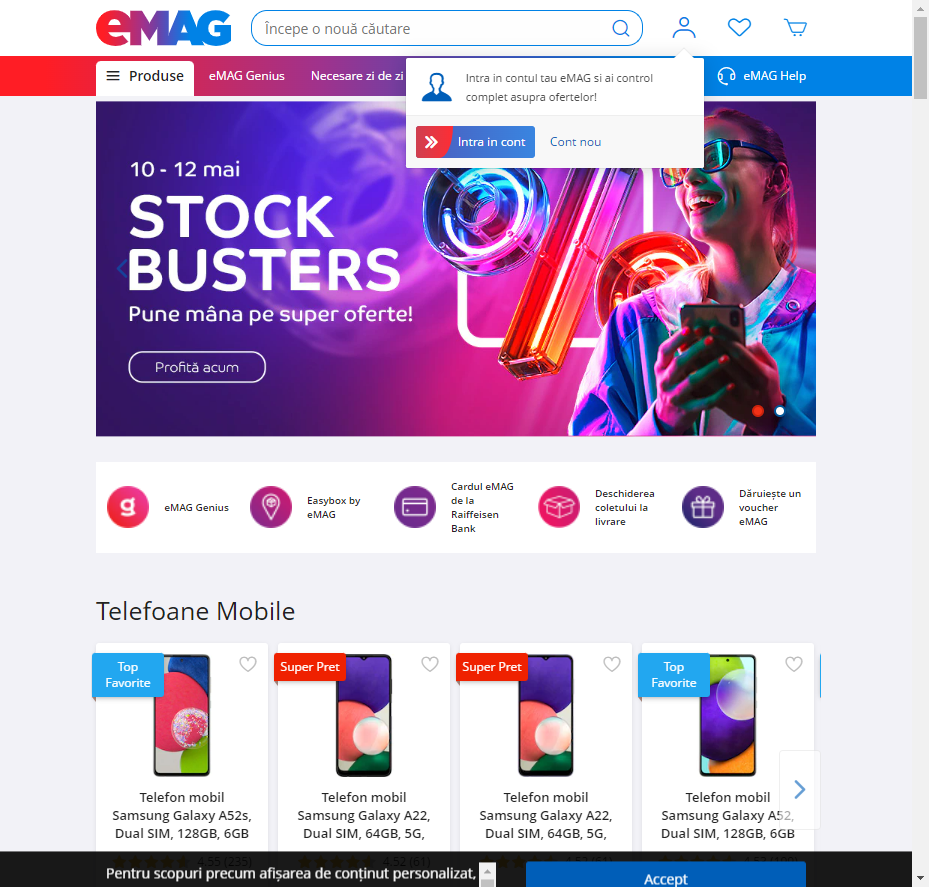 eMAG
Începe o nouă căutare
Produse
eMAG Genius
Necesare zi de zi
eMAG Help
Intra in contul tau eMAG si ai control
complet asupra ofertelor!
Intra in cont
Cont nou
10 - 12 mai
STOCK
BUSTERS
Pune mâna pe super oferte!
Profită acum
g
eMAG Genius
Easybox by
eMAG
Cardul eMAG
de la
Raiffeisen
Bank
Deschiderea
coletului la
livrare
Dăruiește un
voucher
eMAG
Telefoane Mobile
Top
Favorite
Super Pret
Super Pret
Top
Favorite
Telefon mobil
Samsung Galaxy A52s,
Dual SIM, 128GB, 6GB
Telefon mobil
Samsung Galaxy A22,
Dual SIM, 64GB, 5G,
Telefon mobil
Samsung Galaxy A22,
Dual SIM, 64GB, 5G,
Telefon mobil
Samsung Galaxy A52,
Dual SIM, 128GB, 6GB
4.55 (235)
4.52 (61)
4.52 (61)
Pentru scopuri precum afișarea de conținut personalizat,
Accept